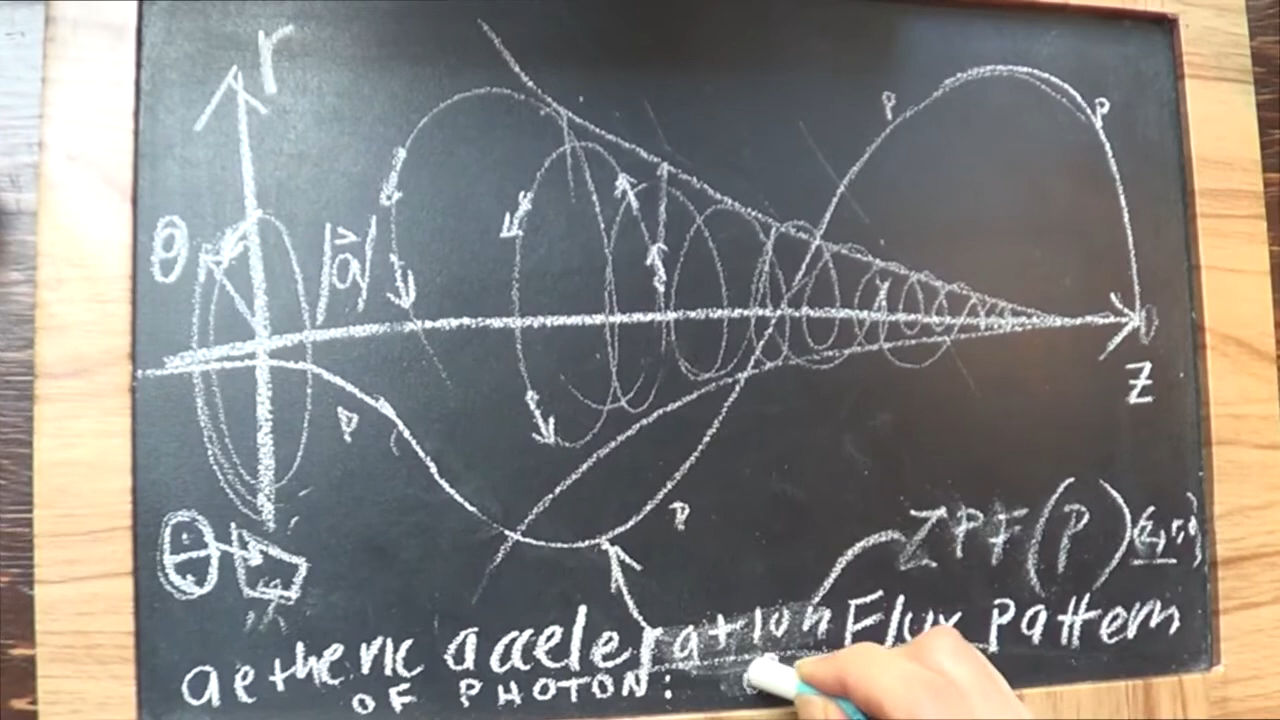 r
P
P
θ
|a⃗|
Z
P
P
ZPF(P)
aetheric acceleration Flux Pattern
OF PHOTON: